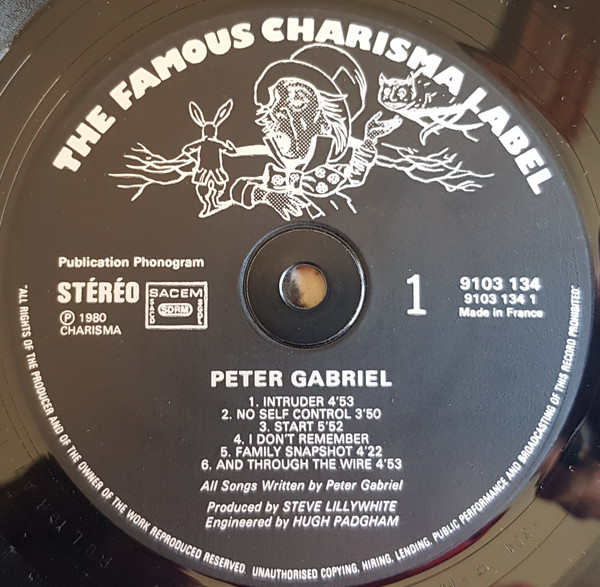 THE FAMOUS CHARISMA LABEL
Publication Phonogram
STÉRÉO
SACEM
SDRM
SACD
SGDL
℗ 1980
CHARISMA
1
9103 134
9103 134 1
Made in France
PETER GABRIEL
1. INTRUDER 4'53
2. NO SELF CONTROL 3'50
3. START 5'52
4. I DON'T REMEMBER
5. FAMILY SNAPSHOT 4'22
6. AND THROUGH THE WIRE 4'53
All Songs Written by Peter Gabriel
Produced by STEVE LILLYWHITE
Engineered by HUGH PADGHAM
"ALL RIGHTS OF THE PRODUCER AND OF THE OWNER OF THE WORK REPRODUCED RESERVED. UNAUTHORISED COPYING, HIRING, LENDING, PUBLIC PERFORMANCE AND BROADCASTING OF THIS RECORD PROHIBITED"